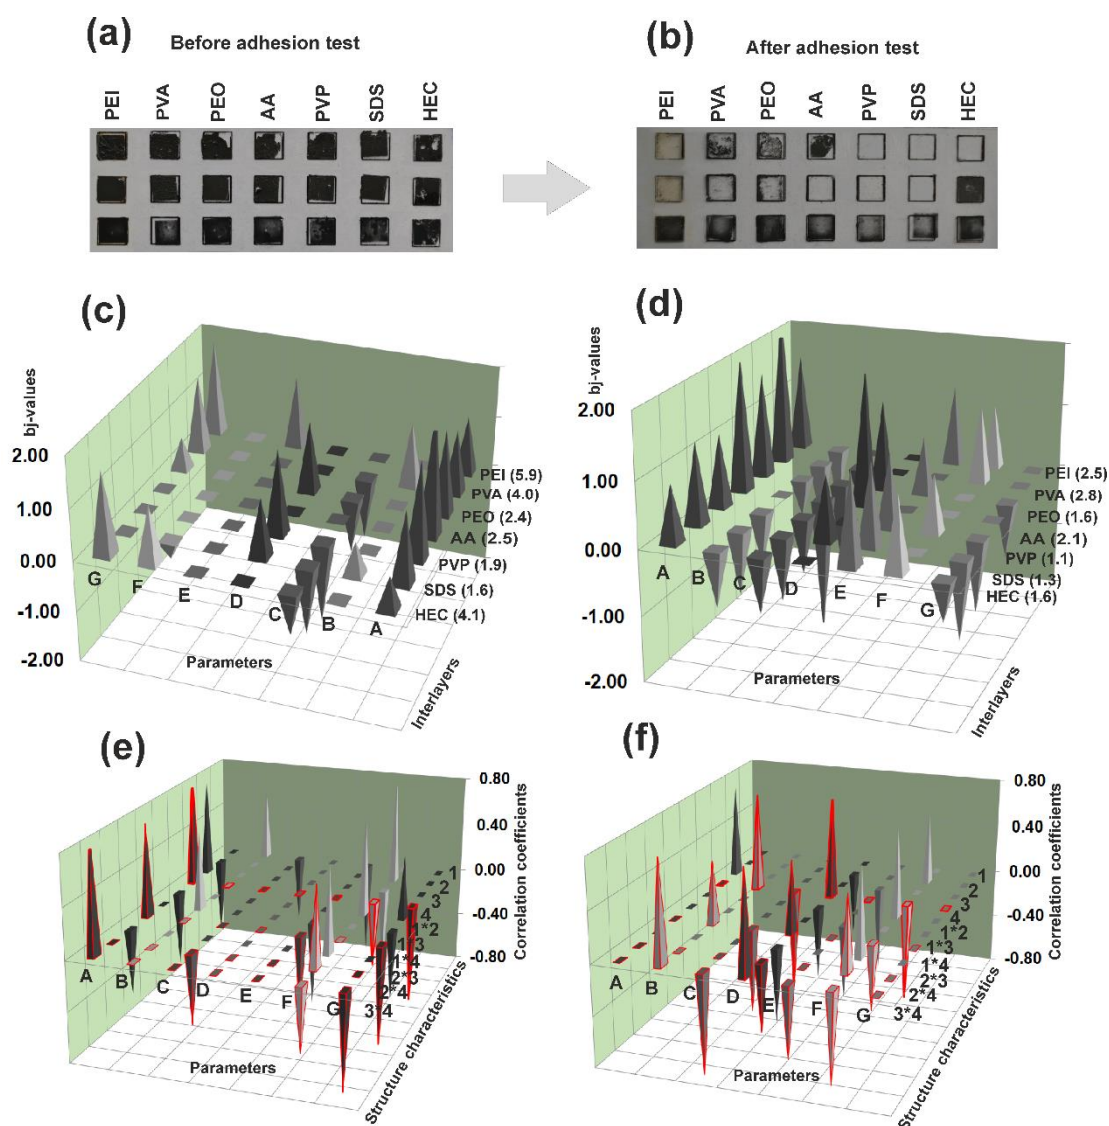 (a)
Before adhesion test
PEI
PVA
PEO
AA
PVP
SDS
HEC
(b)
After adhesion test
PEI
PVA
PEO
AA
PVP
SDS
HEC
(c)
bj-values
2.00
1.00
0.00
-1.00
-2.00
G
F
E
D
C
B
A
Parameters
PEI (5.9)
PVA (4.0)
PEO (2.4)
AA (2.5)
PVP (1.9)
SDS (1.6)
HEC (4.1)
Interlayers
(d)
bj-values
2.00
1.00
0.00
-1.00
-2.00
A
B
C
D
E
F
G
Parameters
PEI (2.5)
PVA (2.8)
PEO (1.6)
AA (2.1)
PVP (1.1)
SDS (1.3)
HEC (1.6)
Interlayers
(e)
0.80
0.40
0.00
-0.40
-0.80
Correlation coefficients
A
B
C
D
E
F
G
Parameters
1
2
3
4
1*2
1*3
1*4
2*3
2*4
3*4
Structure characteristics
(f)
0.80
0.40
0.00
-0.40
-0.80
Correlation coefficients
A
B
C
D
E
F
G
Parameters
1
2
3
4
1*2
1*3
1*4
2*3
2*4
3*4
Structure characteristics